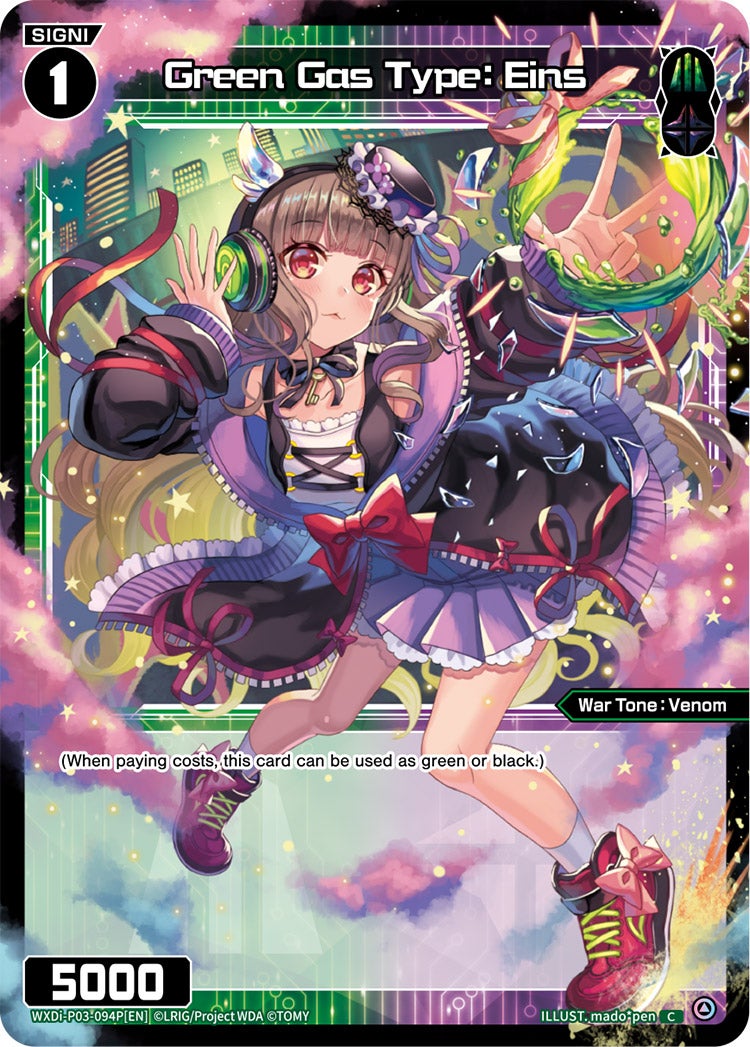 SIGNI
1
Green Gas Type: Eins
War Tone : Venom
(When paying costs, this card can be used as green or black.)
5000
WXDi-P03-094P[EN] ©LRIG/Project WDA ©TOMY
ILLUST. mado*pen C